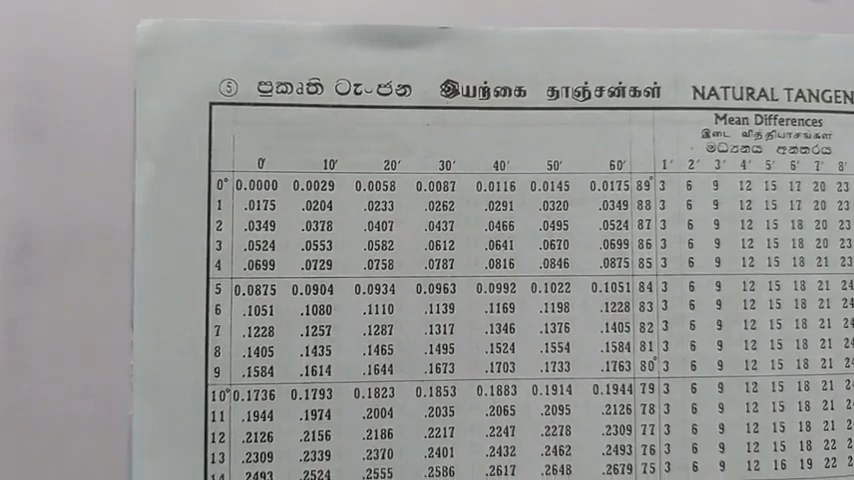 ⑤ ප්‍රකෘති ටැංජන இயற்கை தாஞ்சன்கள் NATURAL TANGEN
Mean Differences
இடை வித்தியாசங்கள்
මධ්‍යන්‍ය අන්තරය
0′ 10′ 20′ 30′ 40′ 50′ 60′ 1′ 2′ 3′ 4′ 5′ 6′ 7′ 8′
0° 0.0000 0.0029 0.0058 0.0087 0.0116 0.0145 0.0175 89° 3 6 9 12 15 17 20 23
1 .0175 .0204 .0233 .0262 .0291 .0320 .0349 88 3 6 9 12 15 17 20 23
2 .0349 .0378 .0407 .0437 .0466 .0495 .0524 87 3 6 9 12 15 18 20 23
3 .0524 .0553 .0582 .0612 .0641 .0670 .0699 86 3 6 9 12 15 18 20 23
4 .0699 .0729 .0758 .0787 .0816 .0846 .0875 85 3 6 9 12 15 18 21 23
5 0.0875 0.0904 0.0934 0.0963 0.0992 0.1022 0.1051 84 3 6 9 12 15 18 21 24
6 .1051 .1080 .1110 .1139 .1169 .1198 .1228 83 3 6 9 12 15 18 21 24
7 .1228 .1257 .1287 .1317 .1346 .1376 .1405 82 3 6 9 12 15 18 21 24
8 .1405 .1435 .1465 .1495 .1524 .1554 .1584 81 3 6 9 12 15 18 21 24
9 .1584 .1614 .1644 .1673 .1703 .1733 .1763 80° 3 6 9 12 15 18 21 24
10° 0.1736 0.1793 0.1823 0.1853 0.1883 0.1914 0.1944 79 3 6 9 12 15 18 21
11 .1944 .1974 .2004 .2035 .2065 .2095 .2126 78 3 6 9 12 15 18 21
12 .2126 .2156 .2186 .2217 .2247 .2278 .2309 77 3 6 9 12 15 18 21
13 .2309 .2339 .2370 .2401 .2432 .2462 .2493 76 3 6 9 12 15 18 22
14 .2493 .2524 .2555 .2586 .2617 .2648 .2679 75 3 6 9 12 16 19 22